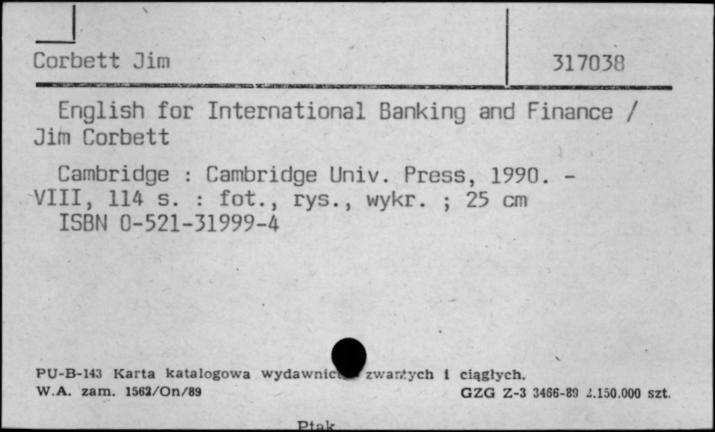 Corbett Jim 317038
English for International Banking and Finance /
Jim Corbett
Cambridge : Cambridge Univ. Press, 1990. -
VIII, 114 s. : fot., rys., wykr. ; 25 cm
ISBN 0-521-31999-4
PU-B-143 Karta katalogowa zwartych i ciągłych.
W.A. zam. 1562/On/89 GZG Z-3 3466-89 2.150.000 szt.
Ptak